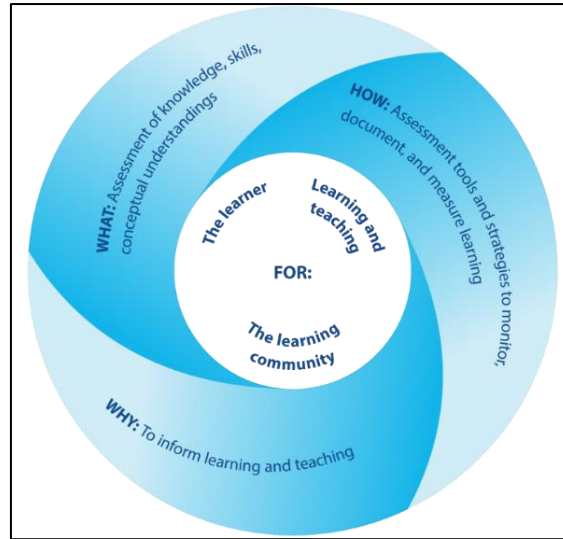 WHAT: Assessment of knowledge, skills,
conceptual understandings
HOW: Assessment tools and strategies to monitor,
document, and measure learning
The learner
Learning and
teaching
FOR:
The learning
community
WHY: To inform learning and teaching